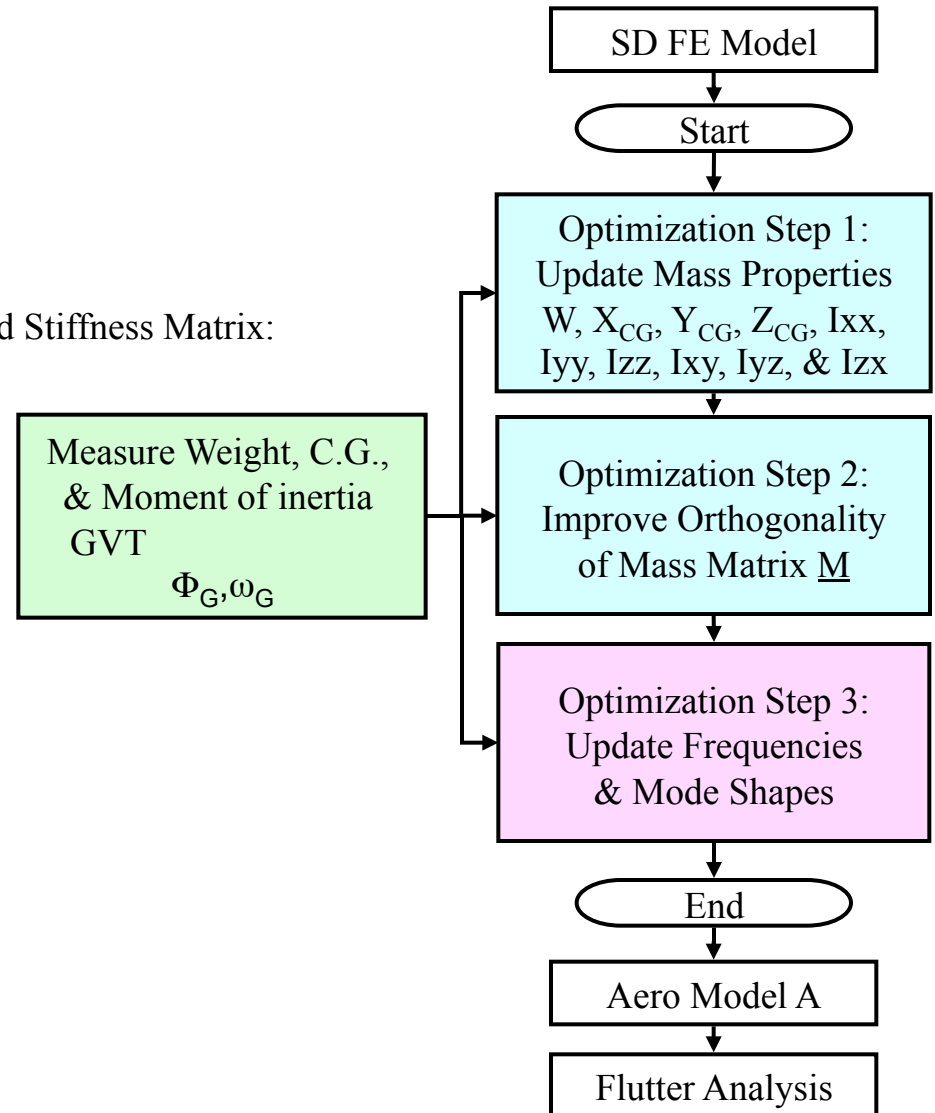 SD FE Model
Start
Optimization Step 1:
Update Mass Properties
W, X_CG, Y_CG, Z_CG, Ixx,
Iyy, Izz, Ixy, Iyz, & Izx
d Stiffness Matrix:
Measure Weight, C.G.,
& Moment of inertia
GVT
Φ_G,ω_G
Optimization Step 2:
Improve Orthogonality
of Mass Matrix M
Optimization Step 3:
Update Frequencies
& Mode Shapes
End
Aero Model A
Flutter Analysis